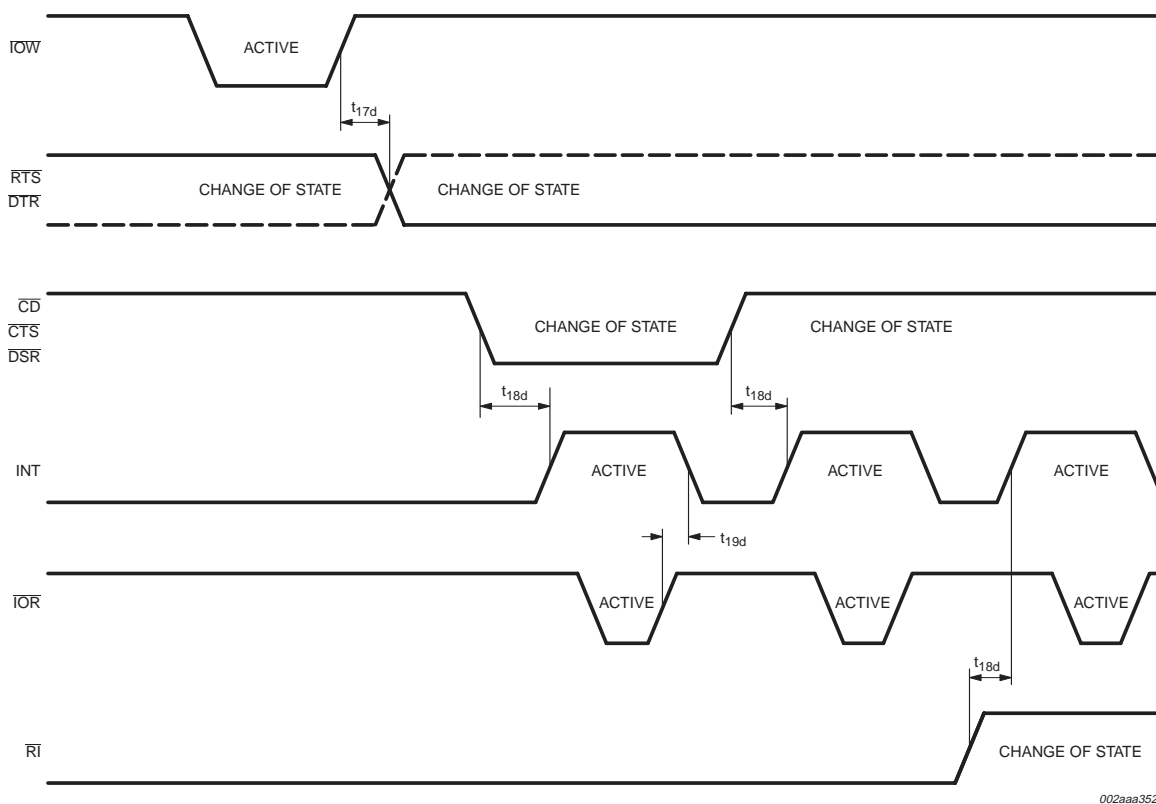 IOW ACTIVE
t17d
RTS
DTR
CHANGE OF STATE CHANGE OF STATE
CD
CTS
DSR
CHANGE OF STATE CHANGE OF STATE
t18d t18d
INT ACTIVE ACTIVE ACTIVE
t19d
IOR ACTIVE ACTIVE ACTIVE
t18d
RI CHANGE OF STATE
002aaa352